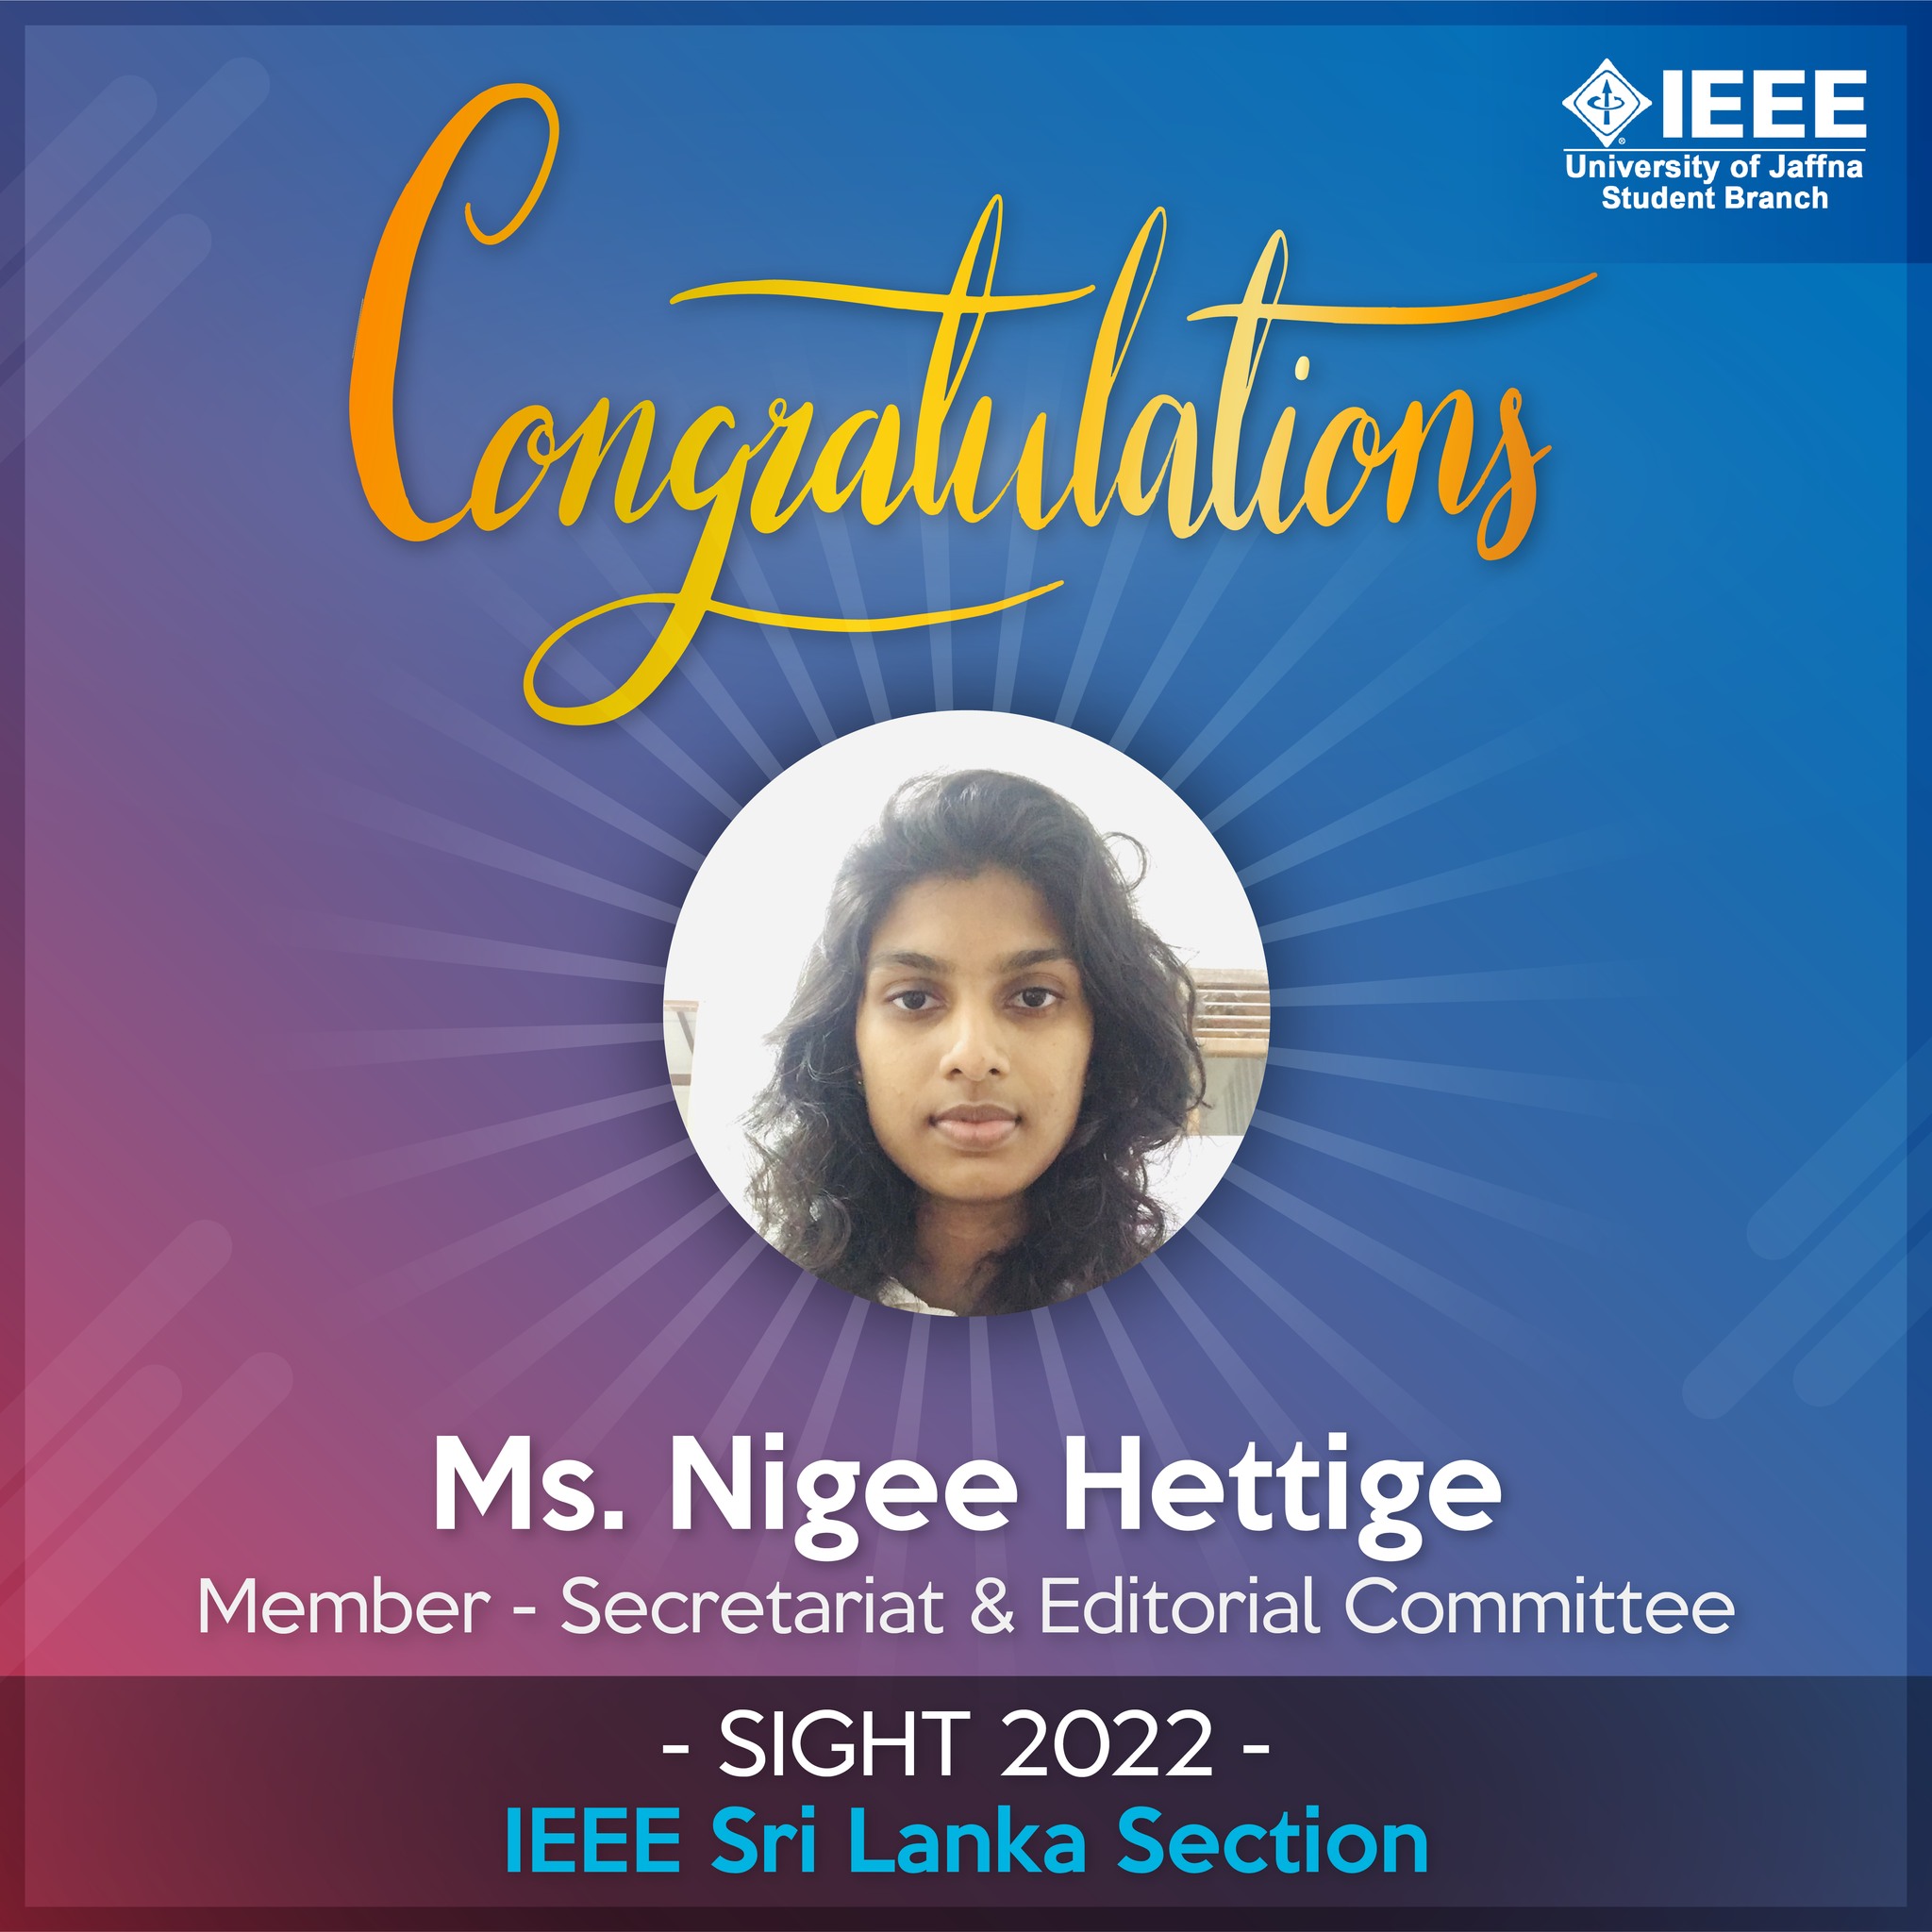 IEEE
University of Jaffna
Student Branch
Congratulations
Ms. Nigee Hettige
Member - Secretariat & Editorial Committee
- SIGHT 2022 -
IEEE Sri Lanka Section